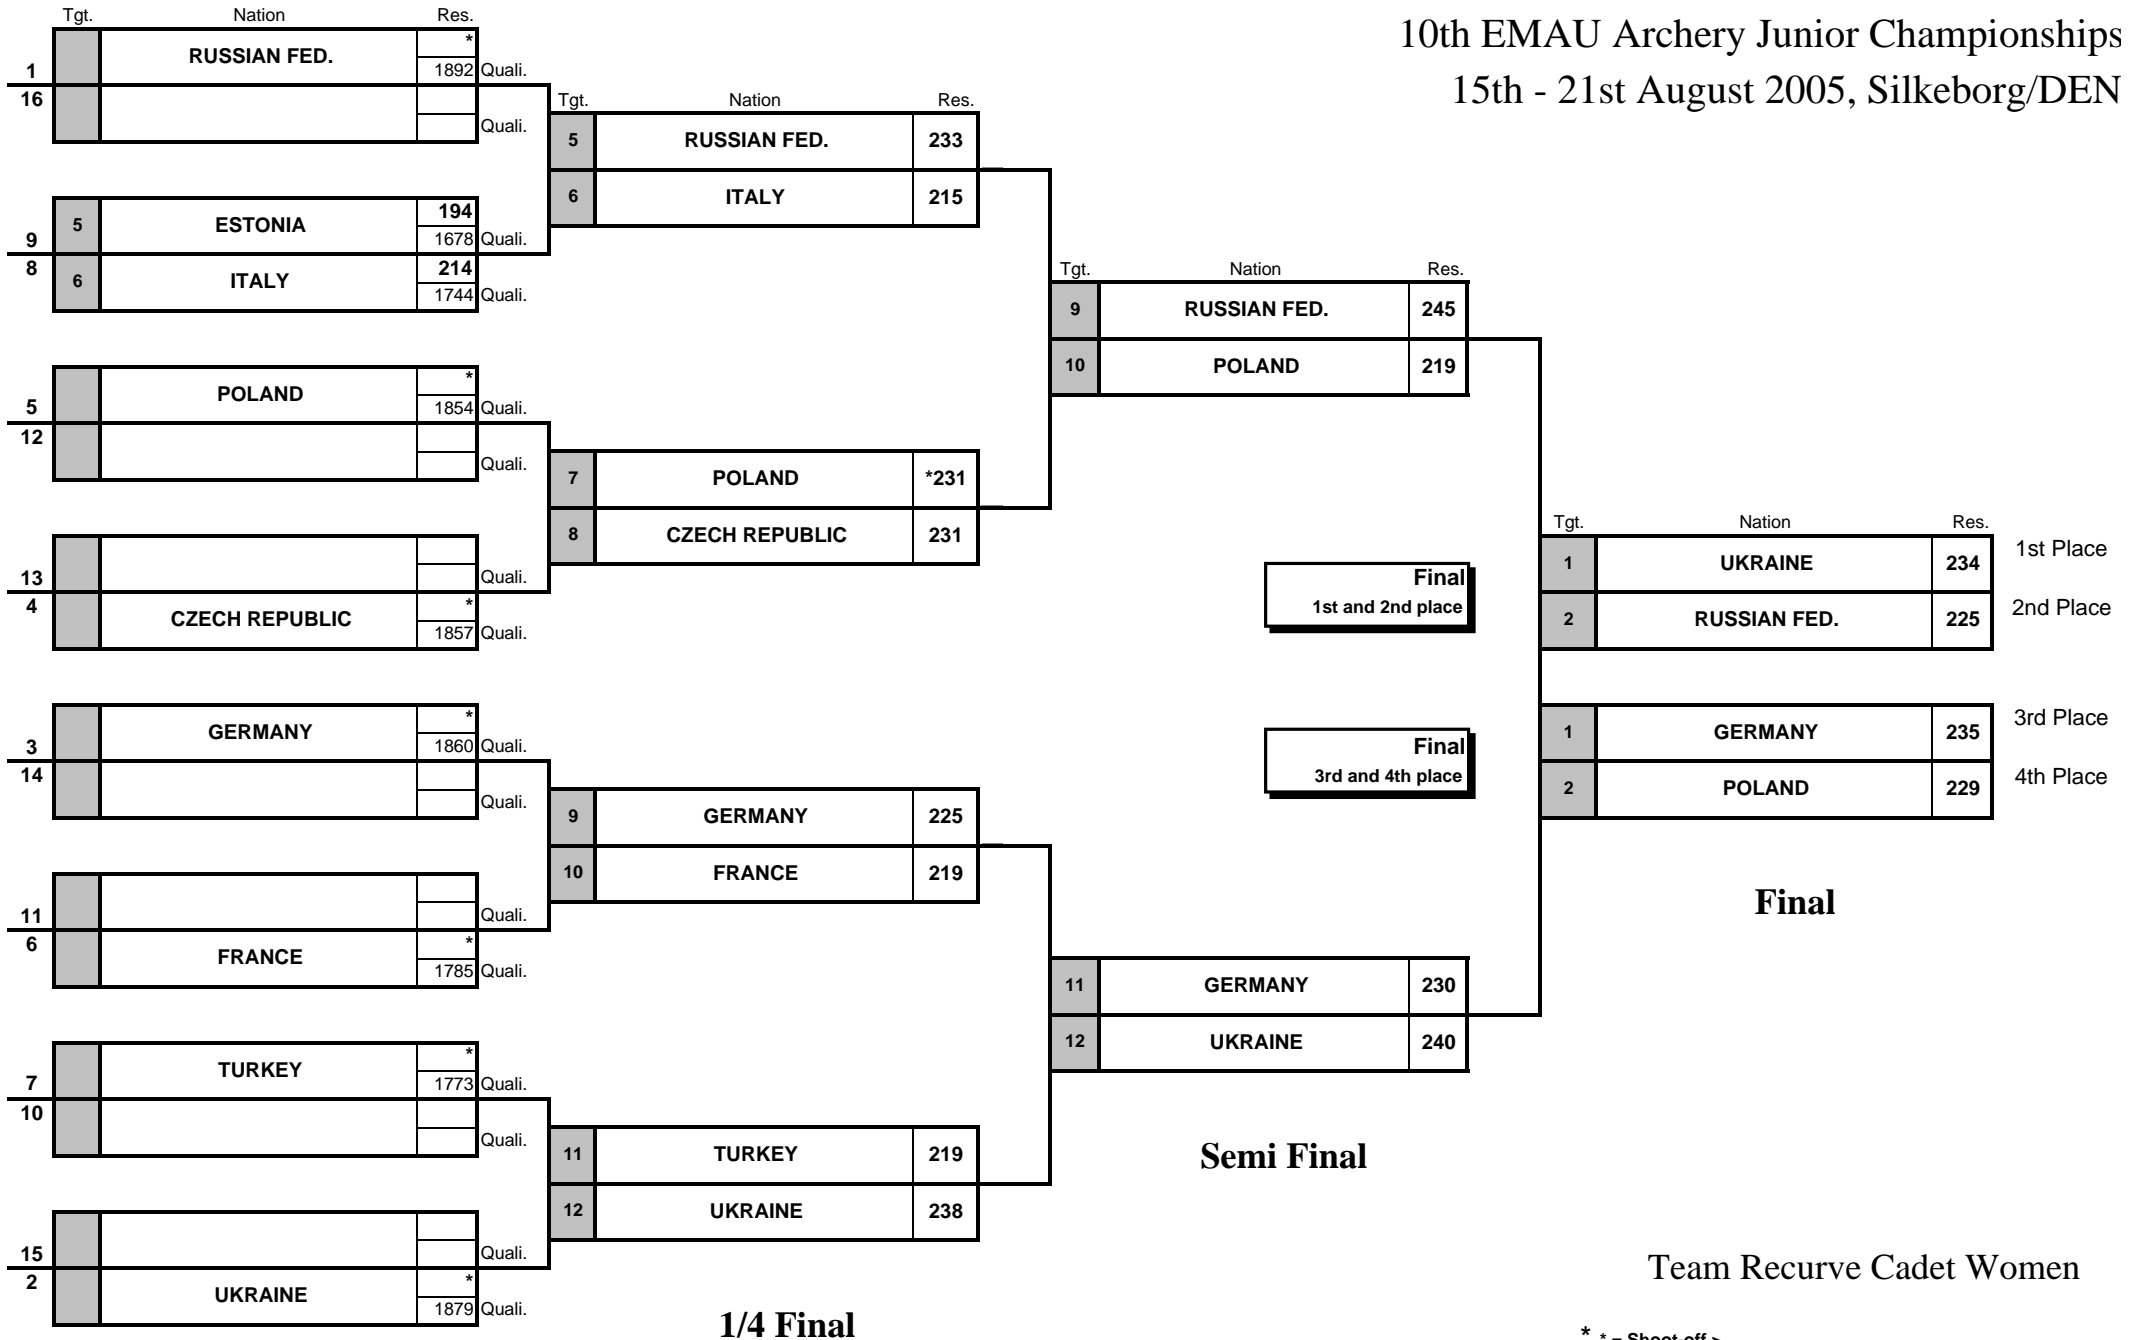 10th EMAU Archery Junior Championships
15th - 21st August 2005, Silkeborg/DEN
Tgt. Nation Res.
RUSSIAN FED. *
1 1892 Quali.
16
Quali.
5 ESTONIA 194
9 1678 Quali.
8 6 ITALY 214
1744 Quali.
POLAND *
5 1854 Quali.
12
Quali.
13 Quali.
4 CZECH REPUBLIC *
1857 Quali.
GERMANY *
3 1860 Quali.
14
Quali.
11 Quali.
6 FRANCE *
1785 Quali.
TURKEY *
7 1773 Quali.
10
Quali.
15 Quali.
2 UKRAINE *
1879 Quali.
Tgt. Nation Res.
5 RUSSIAN FED. 233
6 ITALY 215
7 POLAND *231
8 CZECH REPUBLIC 231
9 GERMANY 225
10 FRANCE 219
11 TURKEY 219
12 UKRAINE 238
1/4 Final
Tgt. Nation Res.
9 RUSSIAN FED. 245
10 POLAND 219
11 GERMANY 230
12 UKRAINE 240
Semi Final
Final
1st and 2nd place
Final
3rd and 4th place
Tgt. Nation Res.
1 UKRAINE 234 1st Place
2 RUSSIAN FED. 225 2nd Place
1 GERMANY 235 3rd Place
2 POLAND 229 4th Place
Final
Team Recurve Cadet Women
* * = Shoot-off >